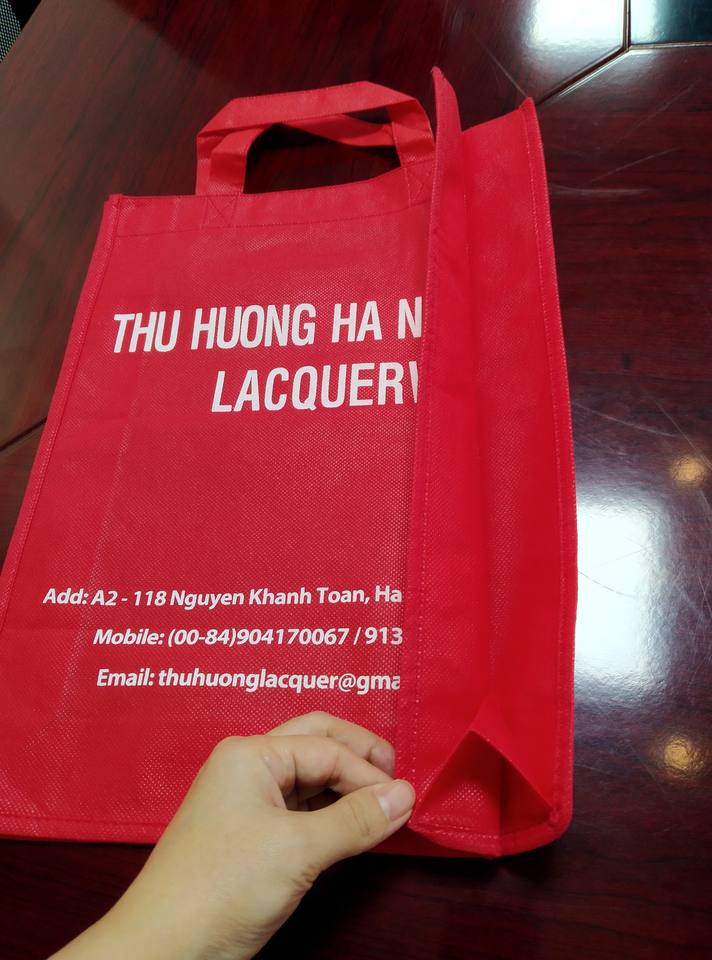 THU HUONG HA N
LACQUER
Add: A2 - 118 Nguyen Khanh Toan, Ha
Mobile: (00-84)904170067 / 913
Email: thuhuonglacquer@gma